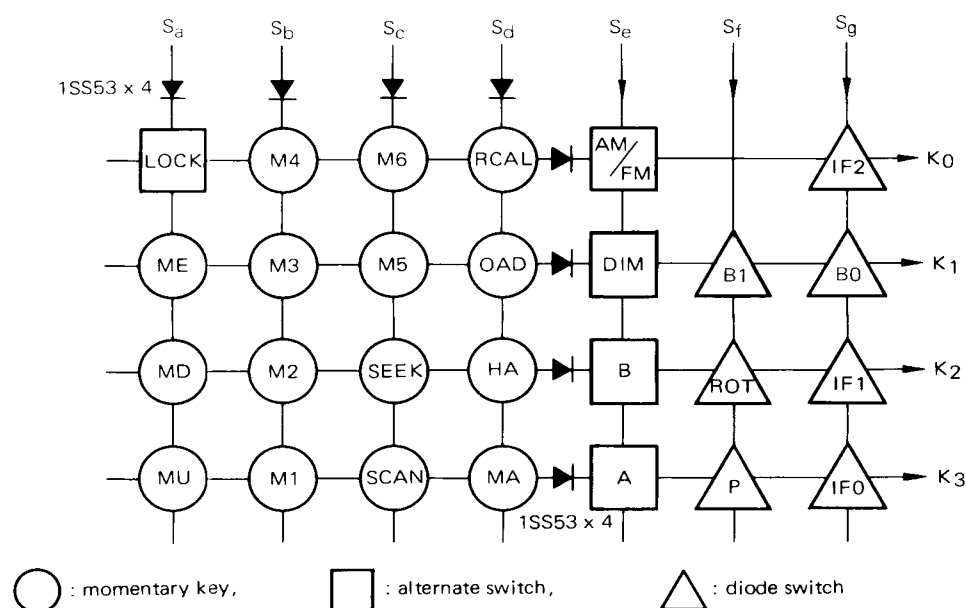 Sa Sb Sc Sd Se Sf Sg
1SS53 x 4
LOCK M4 M6 RCAL AM/FM IF2 K0
ME M3 M5 OAD DIM B1 B0 K1
MD M2 SEEK HA B ROT IF1 K2
MU M1 SCAN MA A P IF0 K3
1SS53 x 4
: momentary key, : alternate switch, : diode switch